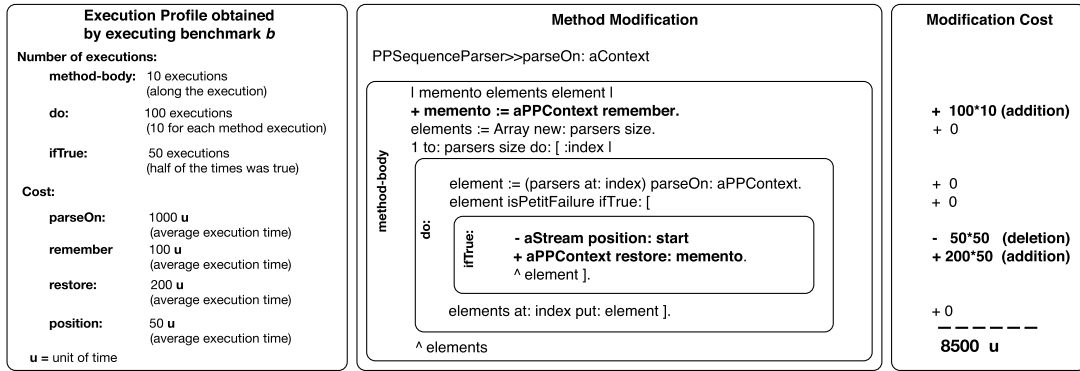 Execution Profile obtained
by executing benchmark b
Number of executions:
method-body: 10 executions
(along the execution)
do: 100 executions
(10 for each method execution)
ifTrue: 50 executions
(half of the times was true)
Cost:
parseOn: 1000 u
(average execution time)
remember 100 u
(average execution time)
restore: 200 u
(average execution time)
position: 50 u
(average execution time)
u = unit of time
Method Modification
PPSequenceParser>>parseOn: aContext
method-body
| memento elements element |
+ memento := aPPContext remember.
elements := Array new: parsers size.
1 to: parsers size do: [ :index |
do:
element := (parsers at: index) parseOn: aPPContext.
element isPetitFailure ifTrue: [
ifTrue:
- aStream position: start
+ aPPContext restore: memento.
^ element ].
elements at: index put: element ].
^ elements
Modification Cost
+ 100*10 (addition)
+ 0
+ 0
+ 0
- 50*50 (deletion)
+ 200*50 (addition)
+ 0
8500 u